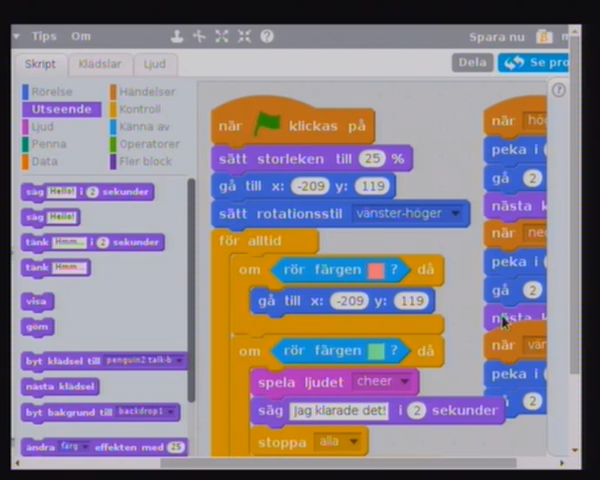 Tips Om
Spara nu
Skript Klädslar Ljud
Dela
Se pro
Rörelse Händelser
Utseende Kontroll
Ljud Känna av
Penna Operatorer
Data Fler block
säg Hello! i 2 sekunder
säg Hello!
tänk Hmm... i 2 sekunder
tänk Hmm...
visa
göm
byt klädsel till penguin2 talk-b
nästa klädsel
byt bakgrund till backdrop1
ändra färg effekten med 25
när klickas på
sätt storleken till 25 %
gå till x: -209 y: 119
sätt rotationsstil vänster-höger
för alltid
om rör färgen ? då
gå till x: -209 y: 119
om rör färgen ? då
spela ljudet cheer
säg Jag klarade det! i 2 sekunder
stoppa alla
när hög
peka i
gå 2
nästa k
när ned
peka i
gå 2
nästa k
när vän
peka i
2